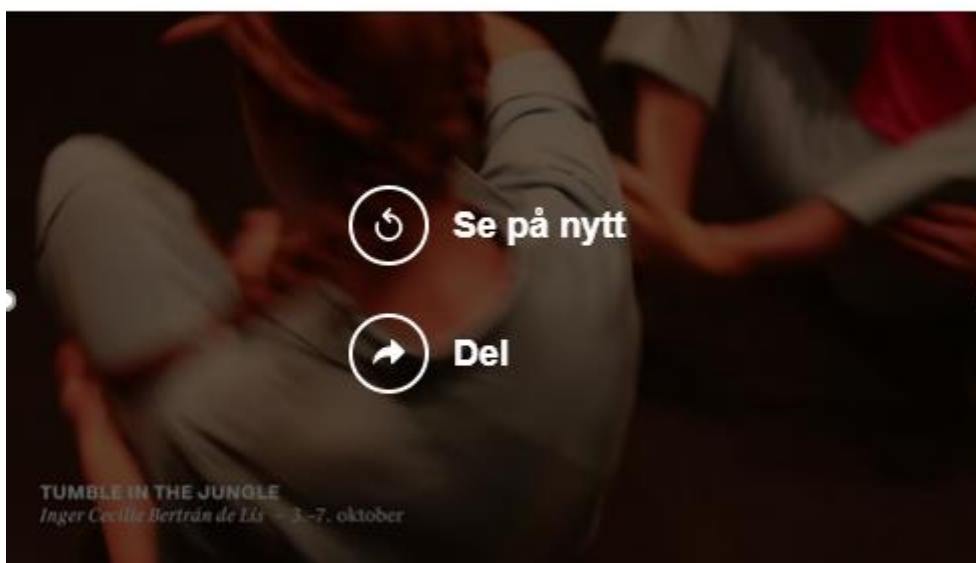 Se på nytt
Del
TUMBLE IN THE JUNGLE
Inger Cecilie Bertrán de Lis – 3.–7. oktober